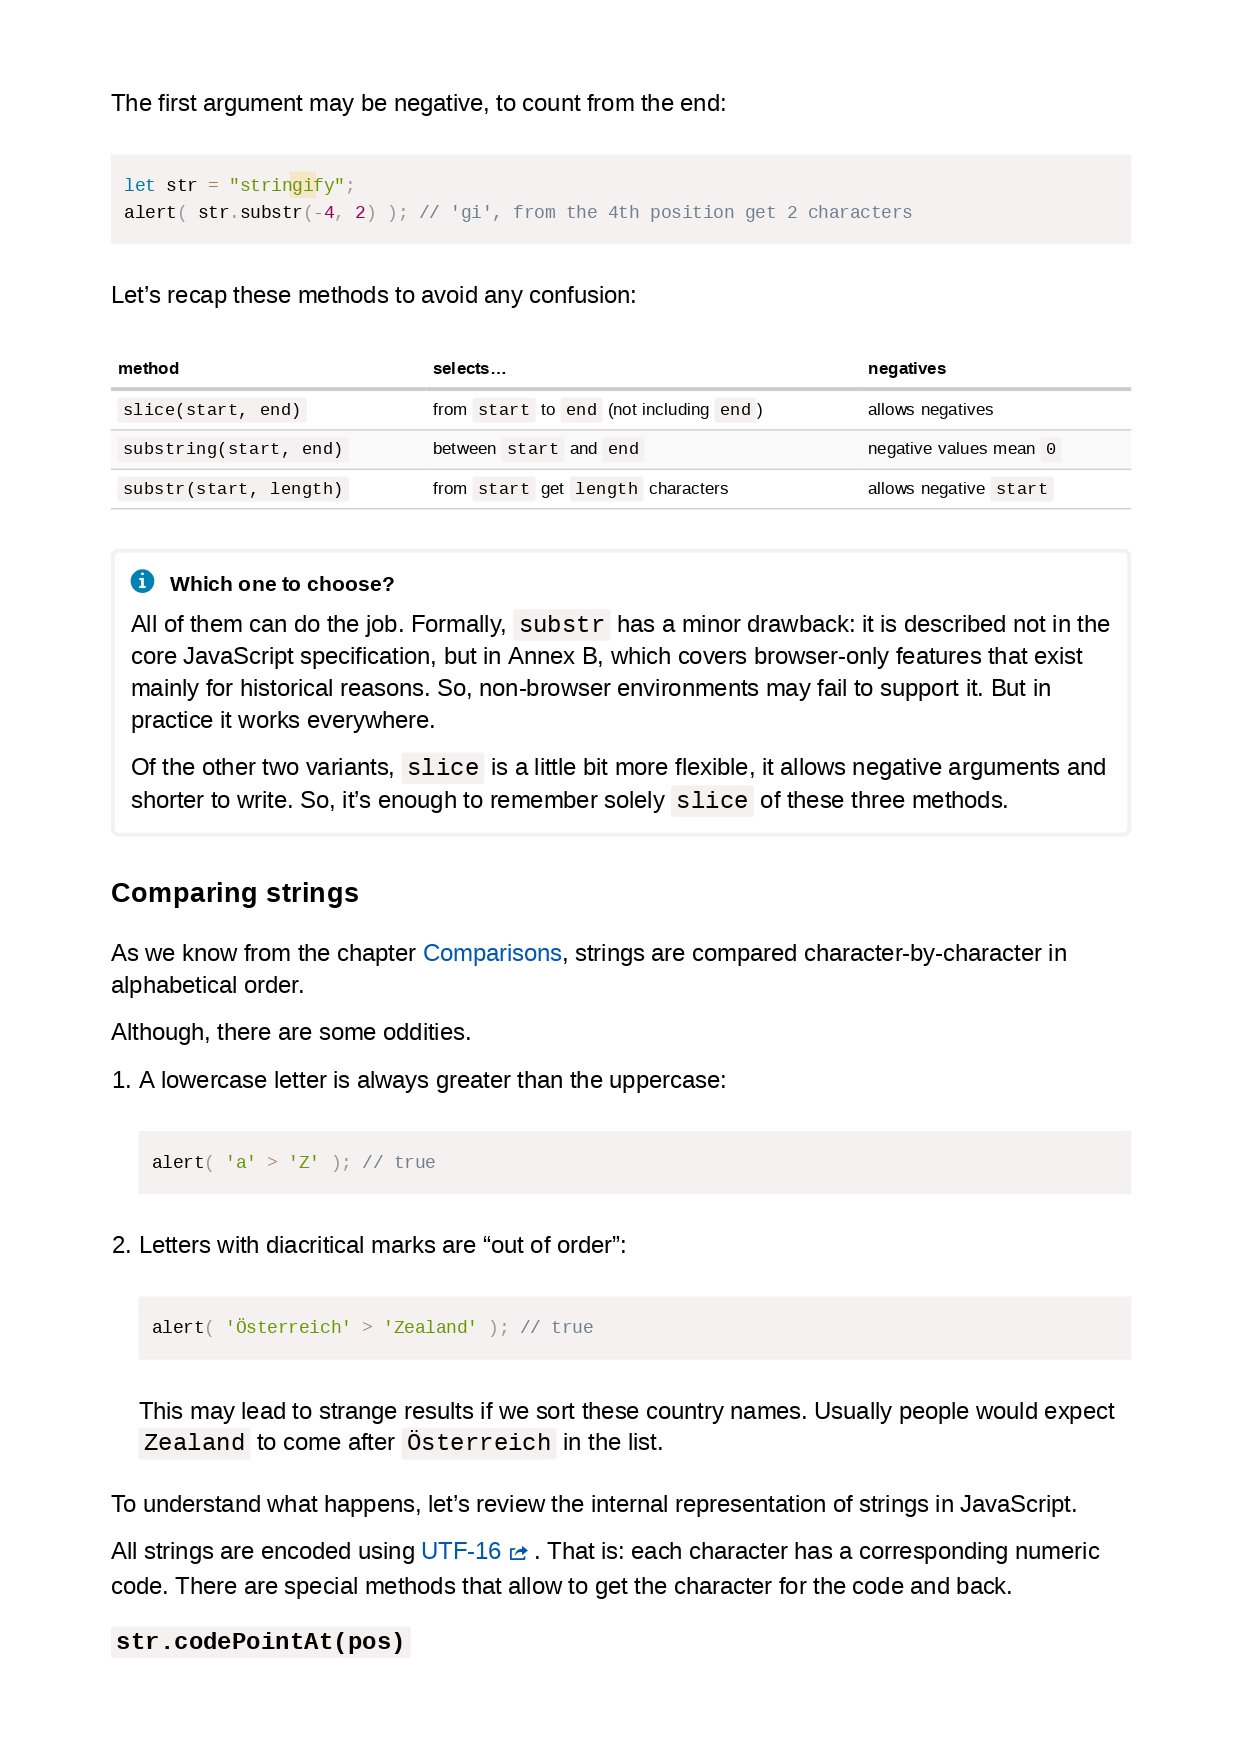 The first argument may be negative, to count from the end:
let str = "stringify";
alert( str.substr(-4, 2) ); // 'gi', from the 4th position get 2 characters
Let’s recap these methods to avoid any confusion:
method selects… negatives
slice(start, end) from start to end (not including end) allows negatives
substring(start, end) between start and end negative values mean 0
substr(start, length) from start get length characters allows negative start
Which one to choose?
All of them can do the job. Formally, substr has a minor drawback: it is described not in the
core JavaScript specification, but in Annex B, which covers browser-only features that exist
mainly for historical reasons. So, non-browser environments may fail to support it. But in
practice it works everywhere.
Of the other two variants, slice is a little bit more flexible, it allows negative arguments and
shorter to write. So, it’s enough to remember solely slice of these three methods.
Comparing strings
As we know from the chapter Comparisons, strings are compared character-by-character in
alphabetical order.
Although, there are some oddities.
1. A lowercase letter is always greater than the uppercase:
alert( 'a' > 'Z' ); // true
2. Letters with diacritical marks are “out of order”:
alert( 'Österreich' > 'Zealand' ); // true
This may lead to strange results if we sort these country names. Usually people would expect
Zealand to come after Österreich in the list.
To understand what happens, let’s review the internal representation of strings in JavaScript.
All strings are encoded using UTF-16 . That is: each character has a corresponding numeric
code. There are special methods that allow to get the character for the code and back.
str.codePointAt(pos)